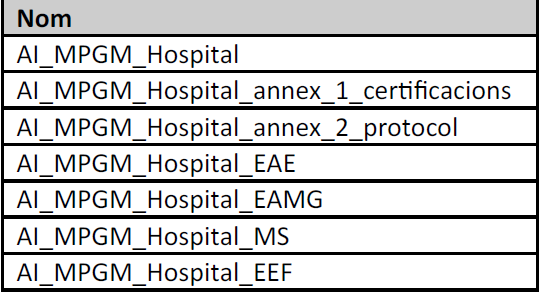 Nom
AI_MPGM_Hospital
AI_MPGM_Hospital_annex_1_certificacions
AI_MPGM_Hospital_annex_2_protocol
AI_MPGM_Hospital_EAE
AI_MPGM_Hospital_EAMG
AI_MPGM_Hospital_MS
AI_MPGM_Hospital_EEF